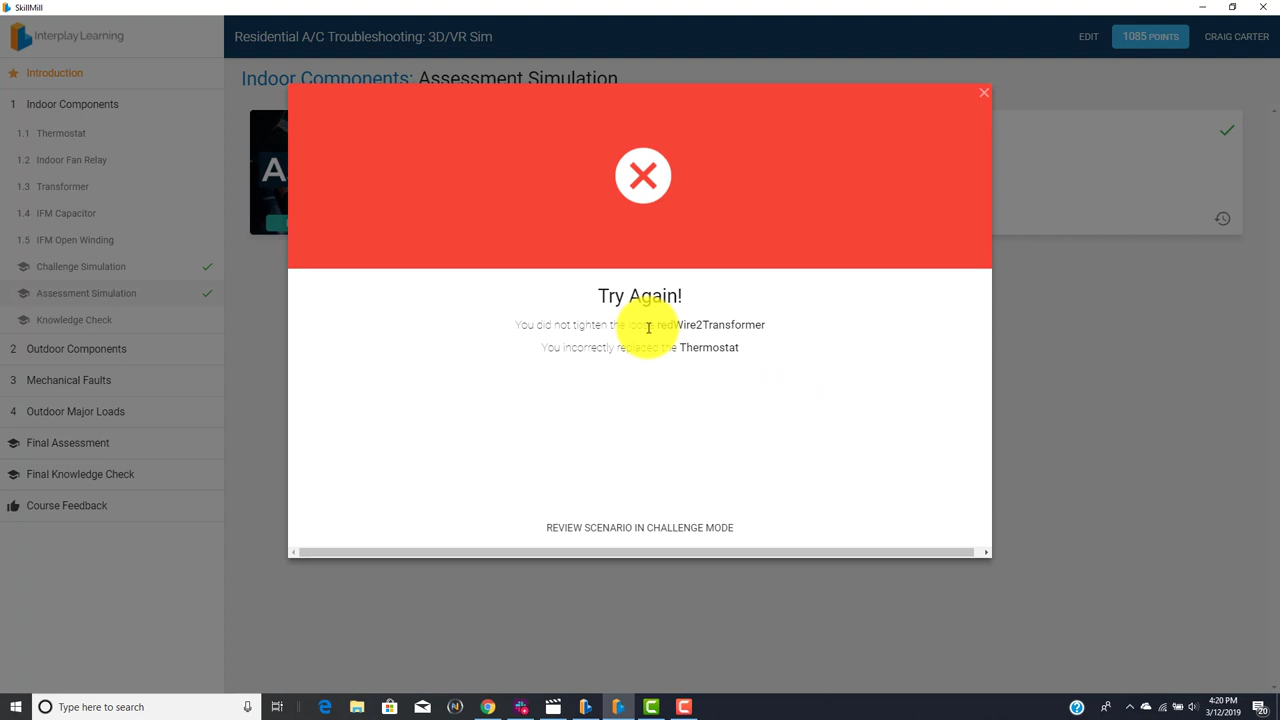 SkillMill
Interplay Learning
Residential A/C Troubleshooting: 3D/VR Sim
EDIT
1085 POINTS
CRAIG CARTER
Introduction
Indoor Components: Assessment Simulation
1 Indoor Components
1.1 Thermostat
1.2 Indoor Fan Relay
1.3 Transformer
1.4 IFM Capacitor
1.5 IFM Open Winding
Challenge Simulation
Assessment Simulation
Knowledge Check
2 Outdoor Components
3 Mechanical Faults
4 Outdoor Major Loads
Final Assessment
Final Knowledge Check
Course Feedback
Try Again!
You did not tighten the loose redWire2Transformer
You incorrectly replaced the Thermostat
REVIEW SCENARIO IN CHALLENGE MODE
Type here to search
4:20 PM
3/12/2019
20